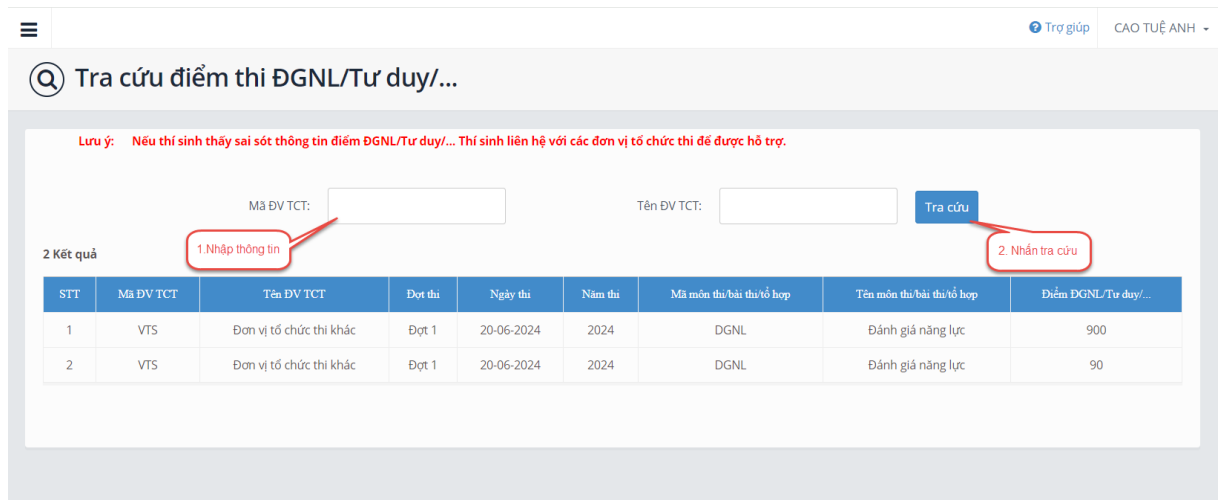 Trợ giúp CAO TUỆ ANH
Tra cứu điểm thi ĐGNL/Tư duy/...
Lưu ý: Nếu thí sinh thấy sai sót thông tin điểm ĐGNL/Tư duy/... Thí sinh liên hệ với các đơn vị tổ chức thi để được hỗ trợ.
Mã ĐV TCT: Tên ĐV TCT: Tra cứu
1.Nhập thông tin 2. Nhấn tra cứu
2 Kết quả
STT Mã ĐV TCT Tên ĐV TCT Đợt thi Ngày thi Năm thi Mã môn thi/bài thi/tổ hợp Tên môn thi/bài thi/tổ hợp Điểm ĐGNL/Tư duy/...
1 VTS Đơn vị tổ chức thi khác Đợt 1 20-06-2024 2024 DGNL Đánh giá năng lực 900
2 VTS Đơn vị tổ chức thi khác Đợt 1 20-06-2024 2024 DGNL Đánh giá năng lực 90